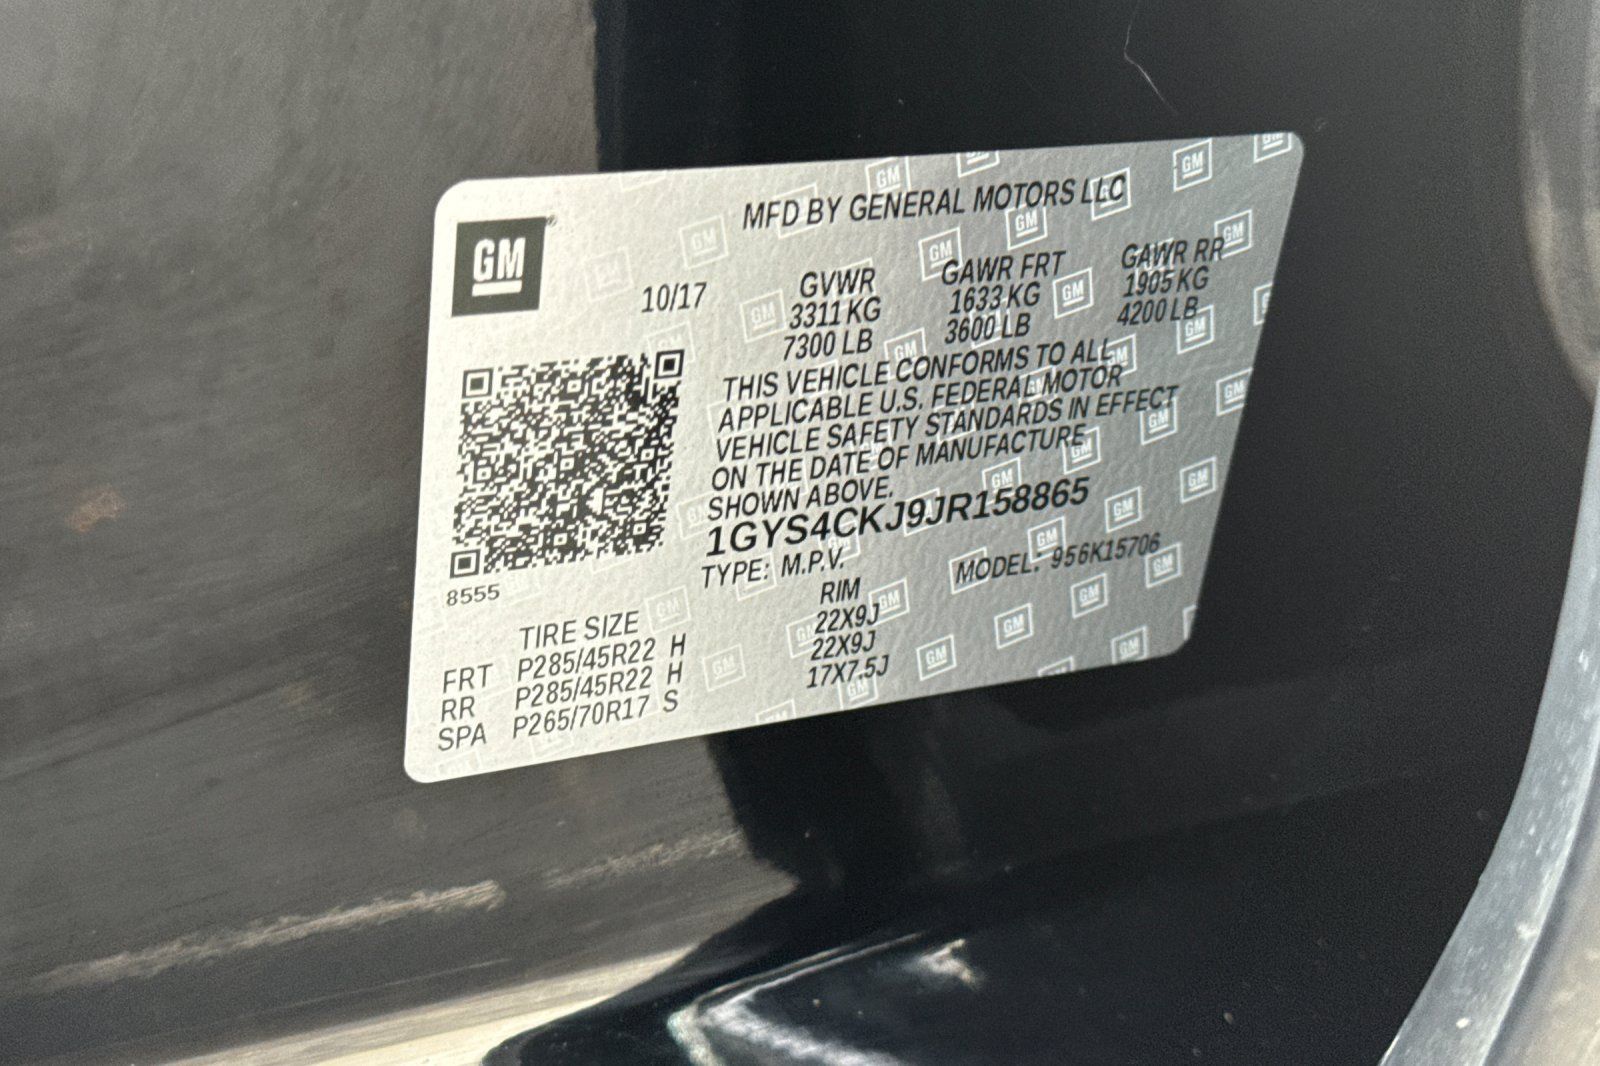 GM
MFD BY GENERAL MOTORS LLC
10/17 GVWR GAWR FRT GAWR RR
3311 KG 1633 KG 1905 KG
7300 LB 3600 LB 4200 LB
THIS VEHICLE CONFORMS TO ALL
APPLICABLE U.S. FEDERAL MOTOR
VEHICLE SAFETY STANDARDS IN EFFECT
ON THE DATE OF MANUFACTURE
SHOWN ABOVE.
1GYS4CKJ9JR158865
TYPE: M.P.V. MODEL: 956K15706
8555
TIRE SIZE RIM
FRT P285/45R22 H 22X9J
RR P285/45R22 H 22X9J
SPA P265/70R17 S 17X7.5J